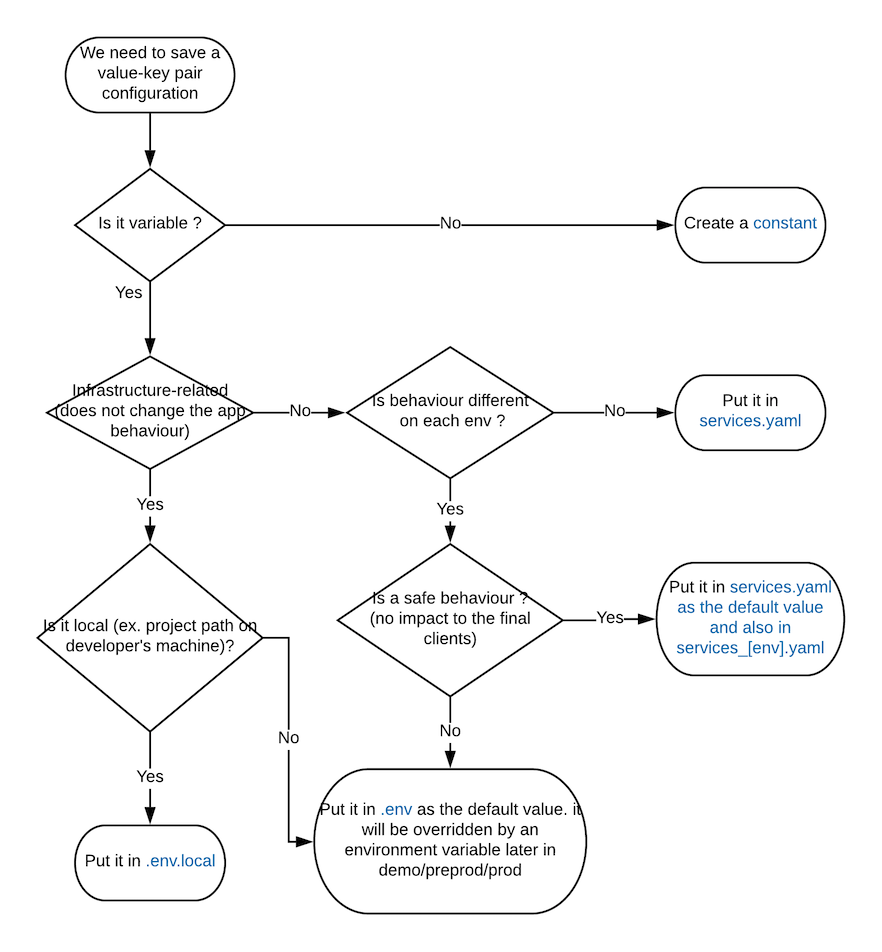 We need to save a
value-key pair
configuration
Is it variable ?
No
Create a constant
Yes
Infrastructure-related
(does not change the app
behaviour)
No
Is behaviour different
on each env ?
No
Put it in
services.yaml
Yes
Yes
Is it local (ex. project path on
developer's machine)?
Is a safe behaviour ?
(no impact to the final
clients)
Yes
Put it in services.yaml
as the default value
and also in
services_[env].yaml
No
No
Yes
Put it in .env.local
Put it in .env as the default value. it
will be overridden by an
environment variable later in
demo/preprod/prod